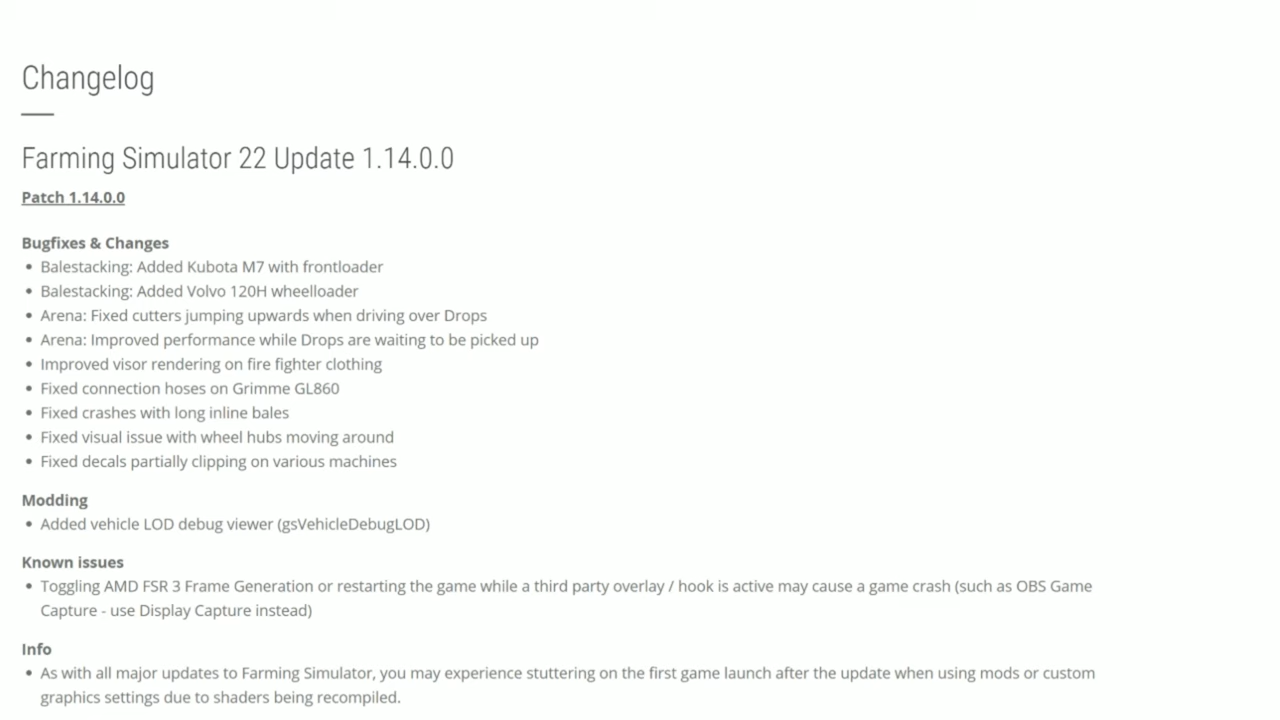 Changelog
Farming Simulator 22 Update 1.14.0.0
Patch 1.14.0.0
Bugfixes & Changes
• Balestacking: Added Kubota M7 with frontloader
• Balestacking: Added Volvo 120H wheelloader
• Arena: Fixed cutters jumping upwards when driving over Drops
• Arena: Improved performance while Drops are waiting to be picked up
• Improved visor rendering on fire fighter clothing
• Fixed connection hoses on Grimme GL860
• Fixed crashes with long inline bales
• Fixed visual issue with wheel hubs moving around
• Fixed decals partially clipping on various machines
Modding
• Added vehicle LOD debug viewer (gsVehicleDebugLOD)
Known issues
• Toggling AMD FSR 3 Frame Generation or restarting the game while a third party overlay / hook is active may cause a game crash (such as OBS Game
Capture - use Display Capture instead)
Info
• As with all major updates to Farming Simulator, you may experience stuttering on the first game launch after the update when using mods or custom
graphics settings due to shaders being recompiled.